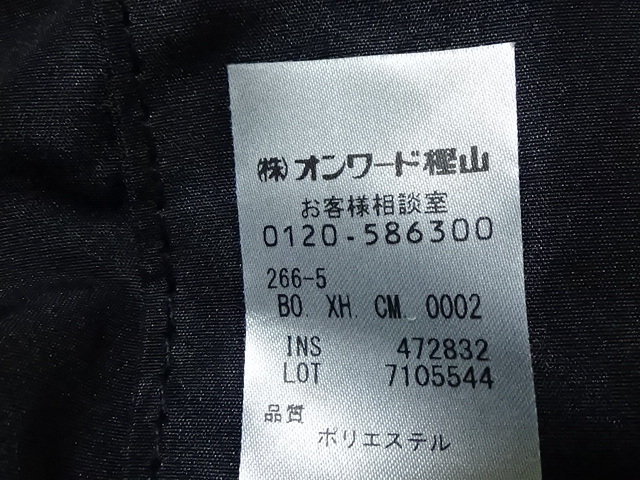 (株)オンワード樫山
お客様相談室
0120-586300
266-5
BO. XH. CM. 0002
INS 472832
LOT 7105544
品質
ポリエステル